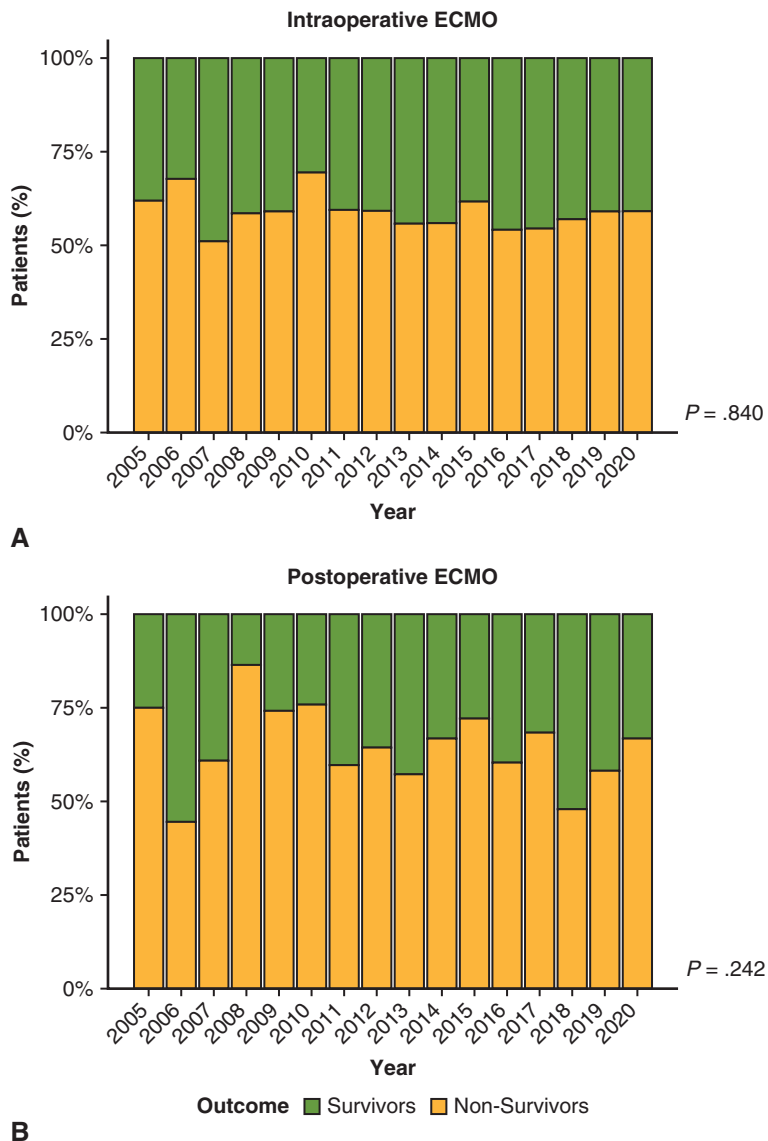 Intraoperative ECMO
100%
75%
50%
25%
0%
Patients (%)
P = .840
2005 2006 2007 2008 2009 2010 2011 2012 2013 2014 2015 2016 2017 2018 2019 2020
Year
A
Postoperative ECMO
100%
75%
50%
25%
0%
Patients (%)
P = .242
2005 2006 2007 2008 2009 2010 2011 2012 2013 2014 2015 2016 2017 2018 2019 2020
Year
Outcome Survivors Non-Survivors
B